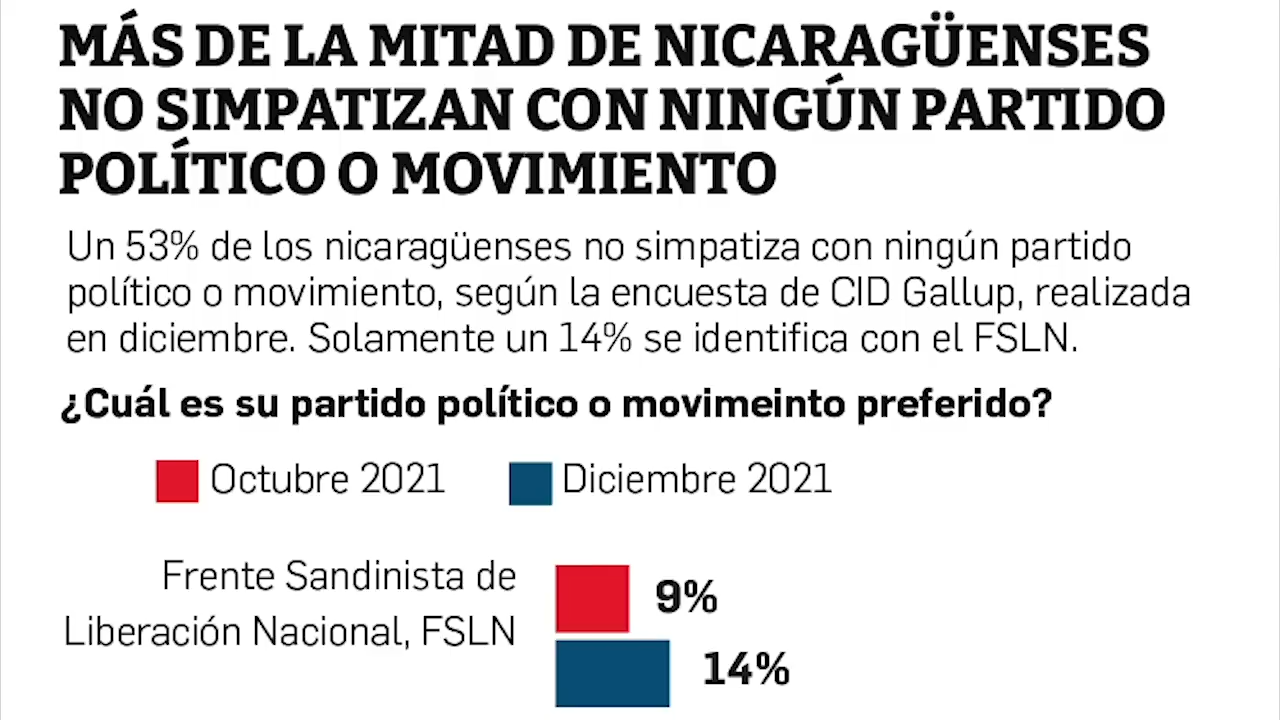 MÁS DE LA MITAD DE NICARAGÜENSES
NO SIMPATIZAN CON NINGÚN PARTIDO
POLÍTICO O MOVIMIENTO
Un 53% de los nicaragüenses no simpatiza con ningún partido
político o movimiento, según la encuesta de CID Gallup, realizada
en diciembre. Solamente un 14% se identifica con el FSLN.
¿Cuál es su partido político o movimeinto preferido?
Octubre 2021 Diciembre 2021
Frente Sandinista de
Liberación Nacional, FSLN
9%
14%